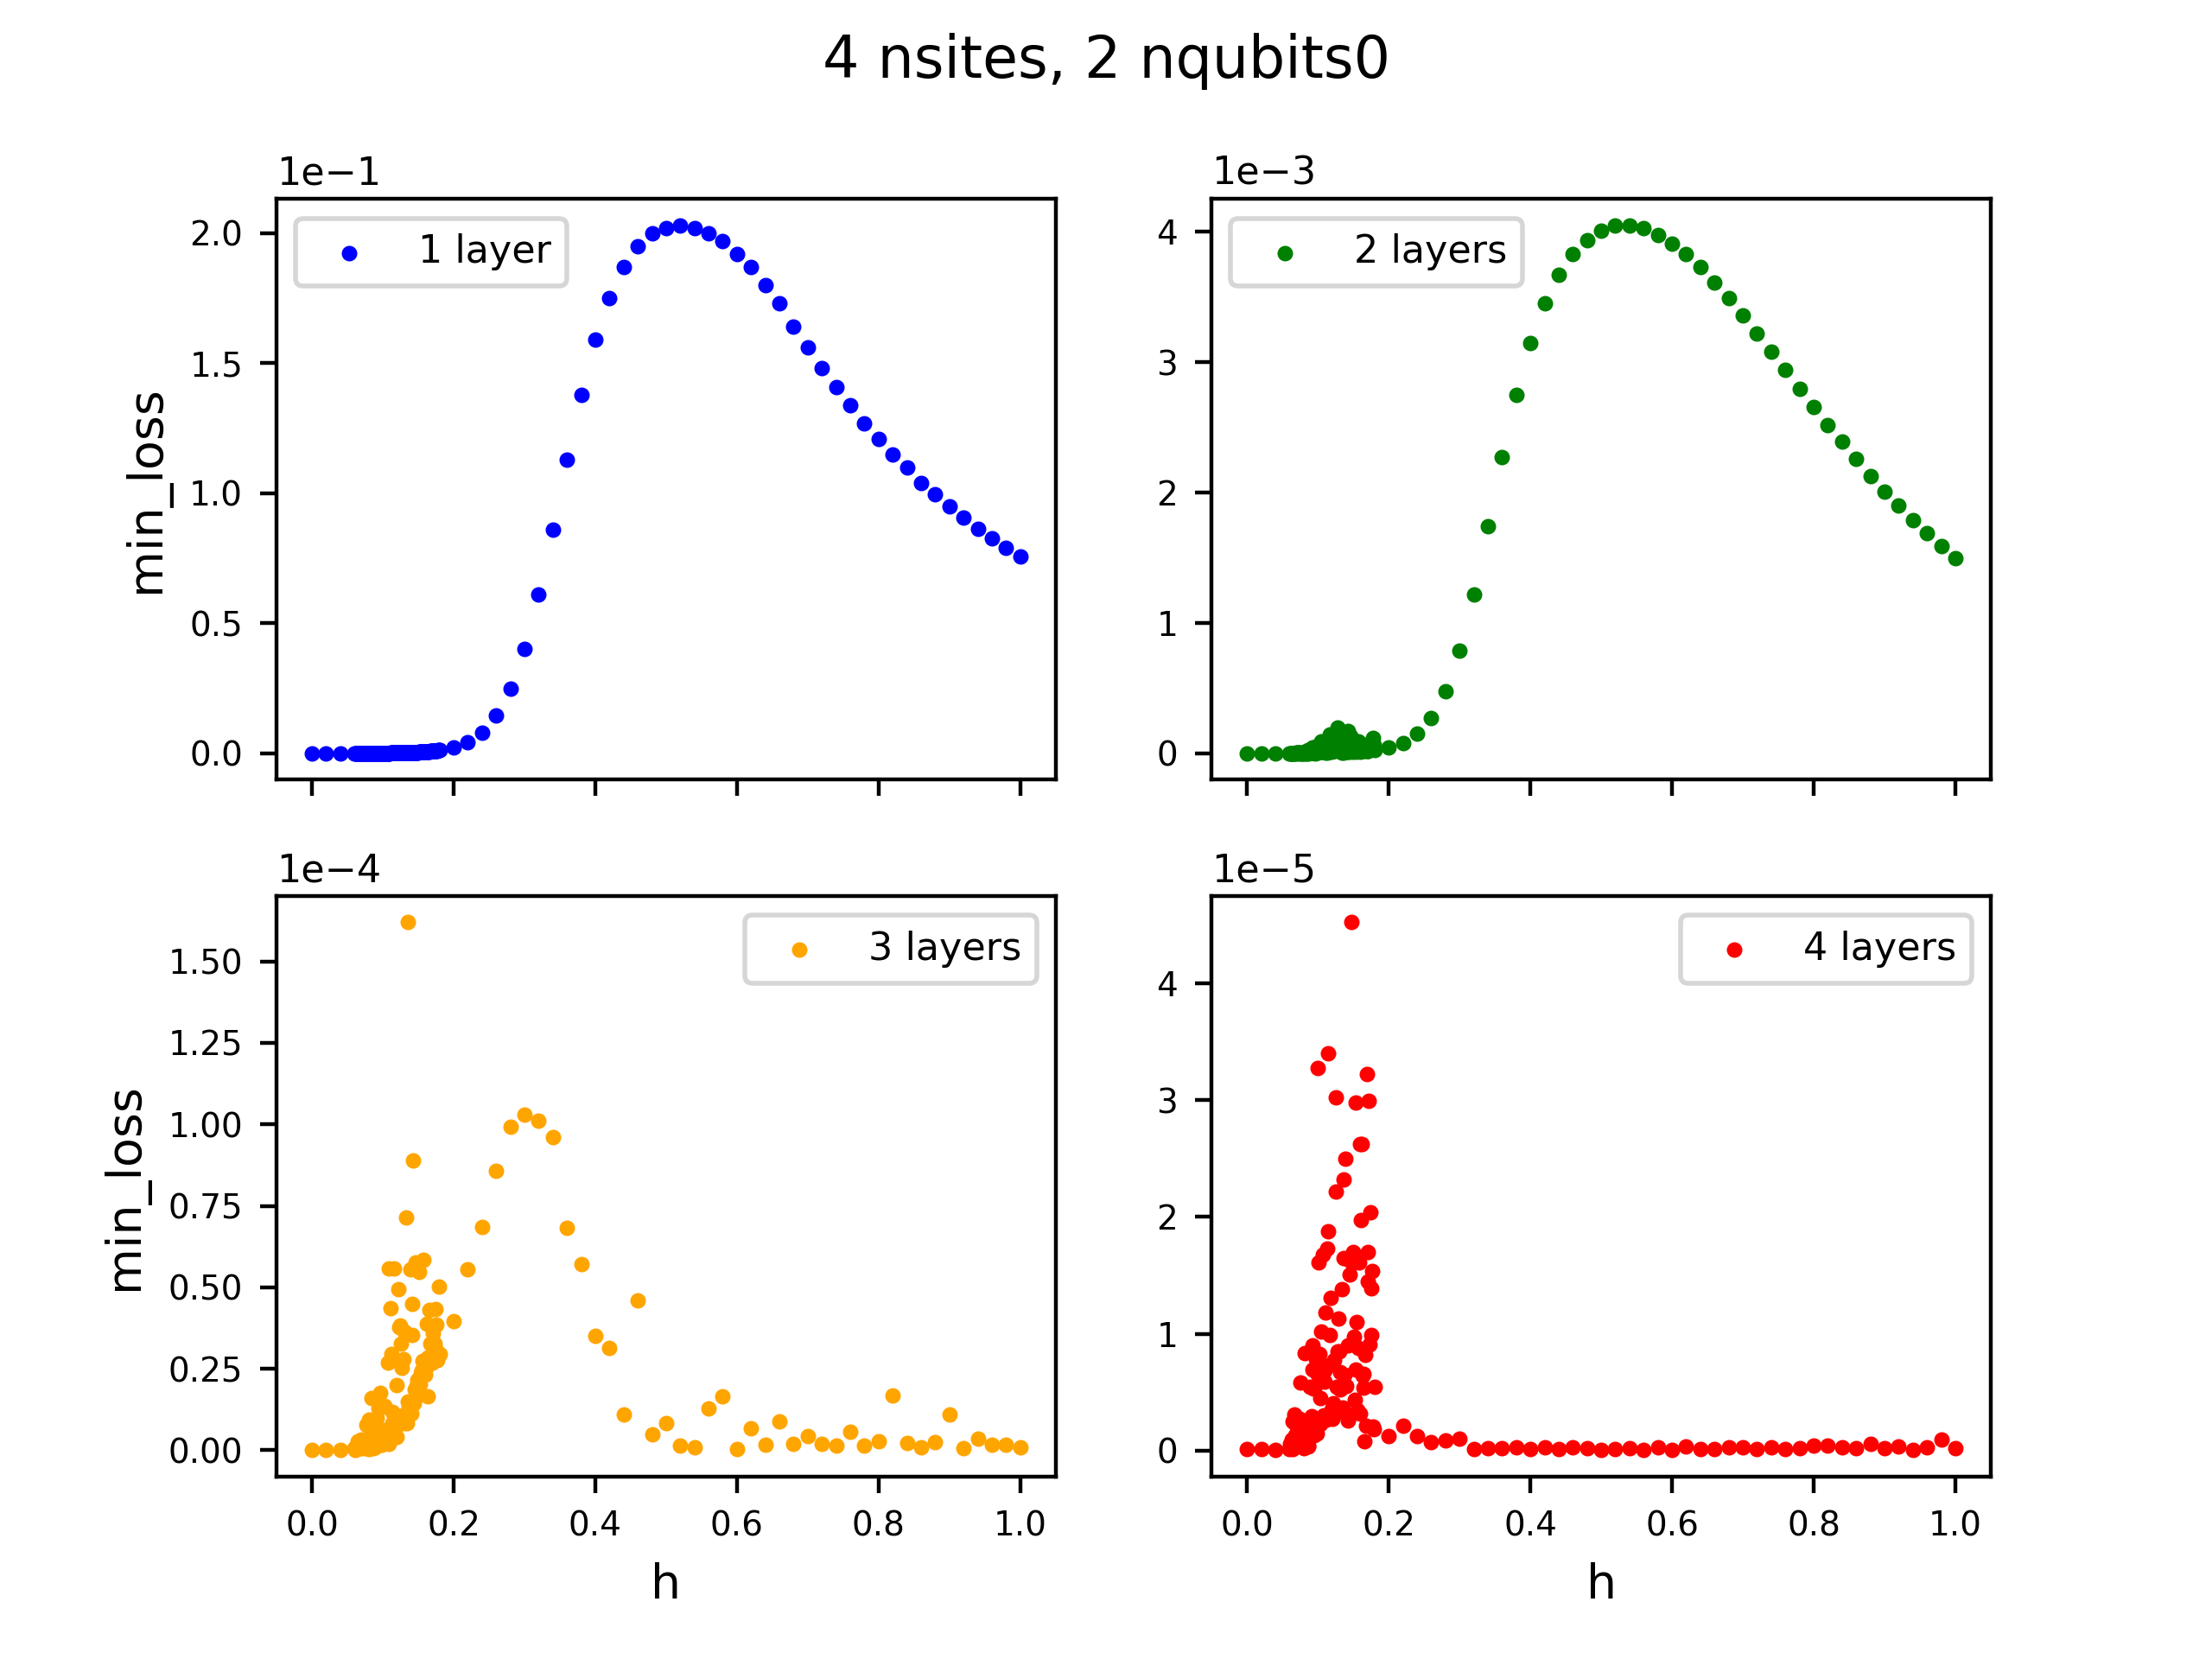 4 nsites, 2 nqubits0
1e−1
1 layer
2.0
1.5
1.0
0.5
0.0
min_loss
1e−3
2 layers
4
3
2
1
0
1e−4
3 layers
1.50
1.25
1.00
0.75
0.50
0.25
0.00
min_loss
0.0 0.2 0.4 0.6 0.8 1.0
h
1e−5
4 layers
4
3
2
1
0
0.0 0.2 0.4 0.6 0.8 1.0
h